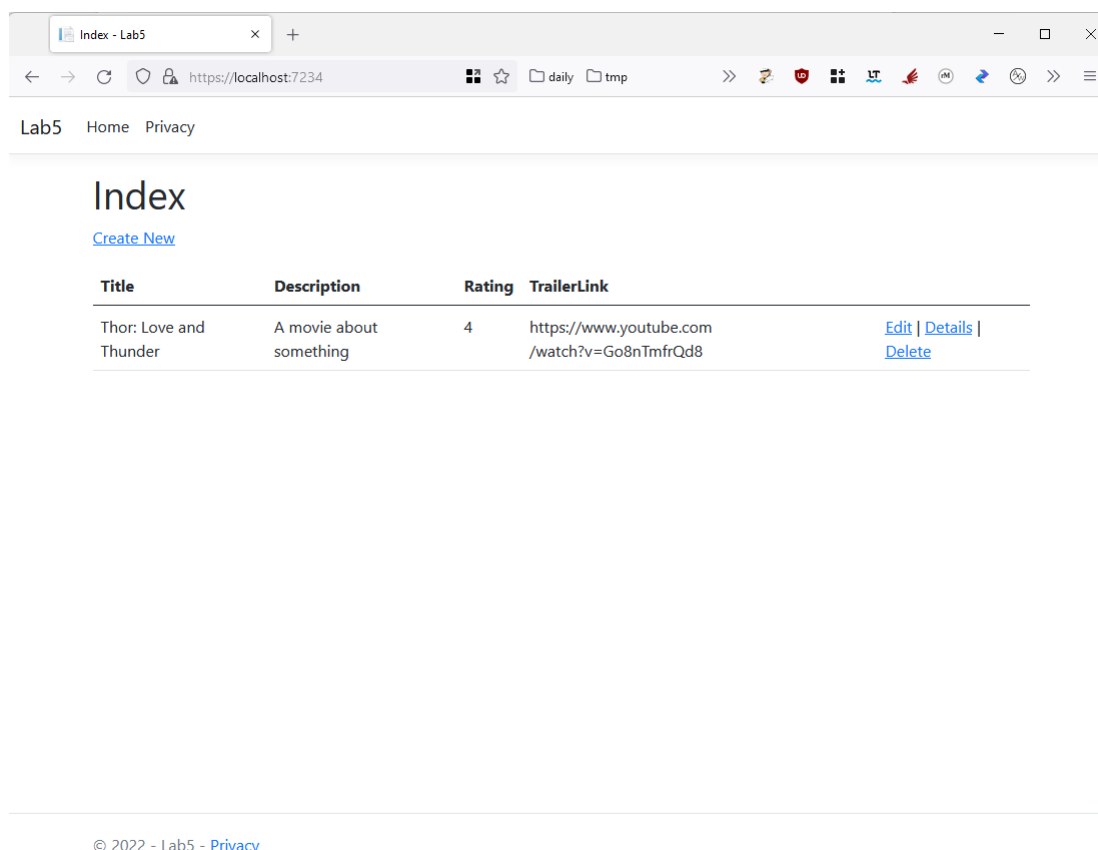 Index - Lab5
https://localhost:7234
daily
tmp
Lab5 Home Privacy
Index
Create New
Title Description Rating TrailerLink
Thor: Love and A movie about 4 https://www.youtube.com Edit | Details |
Thunder something /watch?v=Go8nTmfrQd8 Delete
© 2022 - Lab5 - Privacy